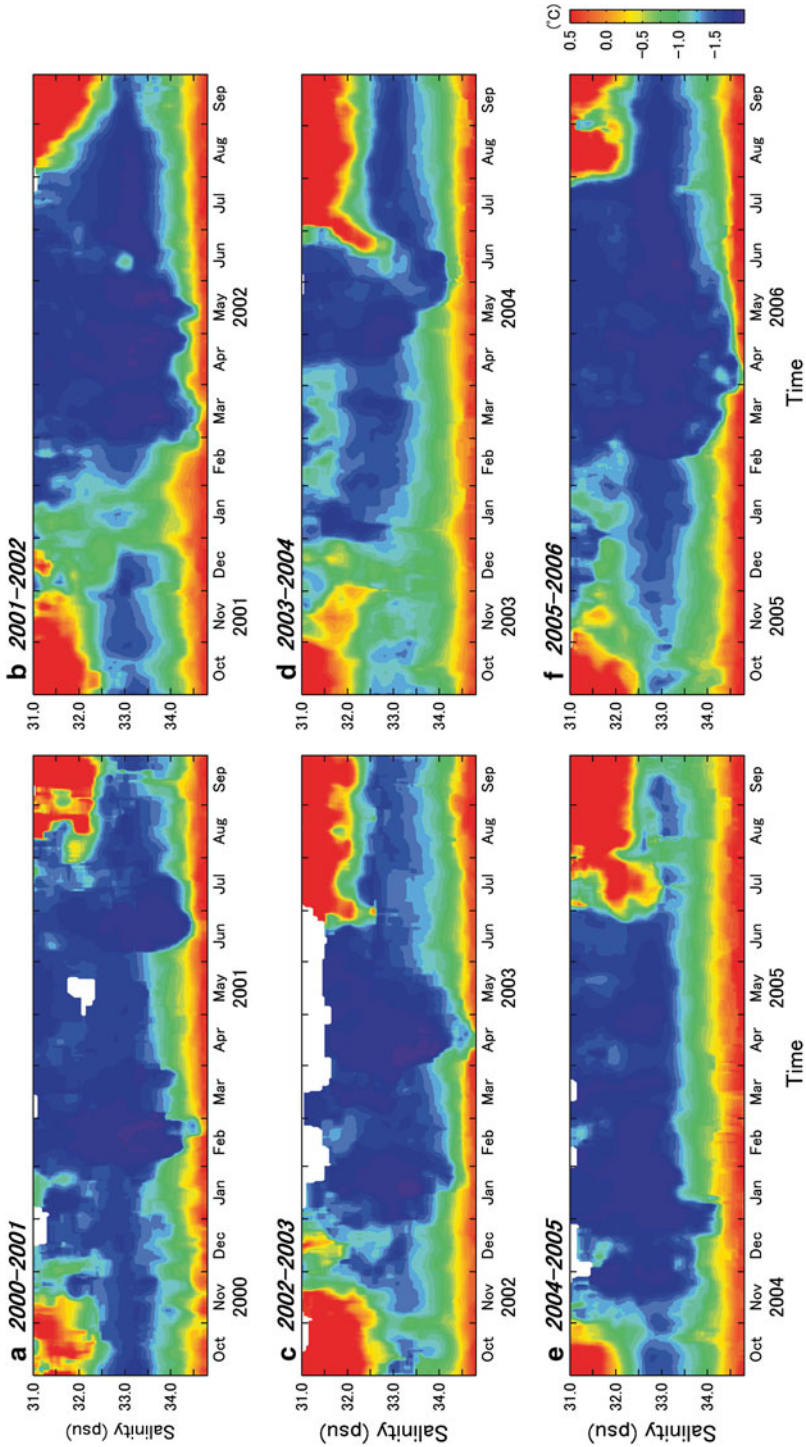 a 2000–2001
31.0
32.0
33.0
34.0
Salinity (psu)
Oct Nov Dec Jan Feb Mar Apr May Jun Jul Aug Sep
2000 2001
b 2001–2002
31.0
32.0
33.0
34.0
Oct Nov Dec Jan Feb Mar Apr May Jun Jul Aug Sep
2001 2002
c 2002–2003
31.0
32.0
33.0
34.0
Salinity (psu)
Oct Nov Dec Jan Feb Mar Apr May Jun Jul Aug Sep
2002 2003
d 2003–2004
31.0
32.0
33.0
34.0
Oct Nov Dec Jan Feb Mar Apr May Jun Jul Aug Sep
2003 2004
e 2004–2005
31.0
32.0
33.0
34.0
Salinity (psu)
Oct Nov Dec Jan Feb Mar Apr May Jun Jul Aug Sep
2004 2005
Time
f 2005–2006
31.0
32.0
33.0
34.0
Oct Nov Dec Jan Feb Mar Apr May Jun Jul Aug Sep
2005 2006
Time
(°C)
0.5
0.0
−0.5
−1.0
−1.5